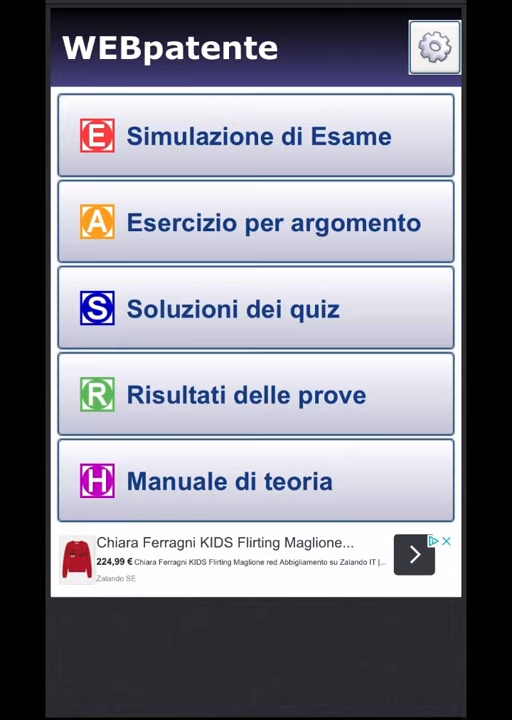 WEBpatente
E Simulazione di Esame
A Esercizio per argomento
S Soluzioni dei quiz
R Risultati delle prove
H Manuale di teoria
Chiara Ferragni KIDS Flirting Maglione...
224,99 € Chiara Ferragni KIDS Flirting Maglione red Abbigliamento su Zalando IT |...
Zalando SE